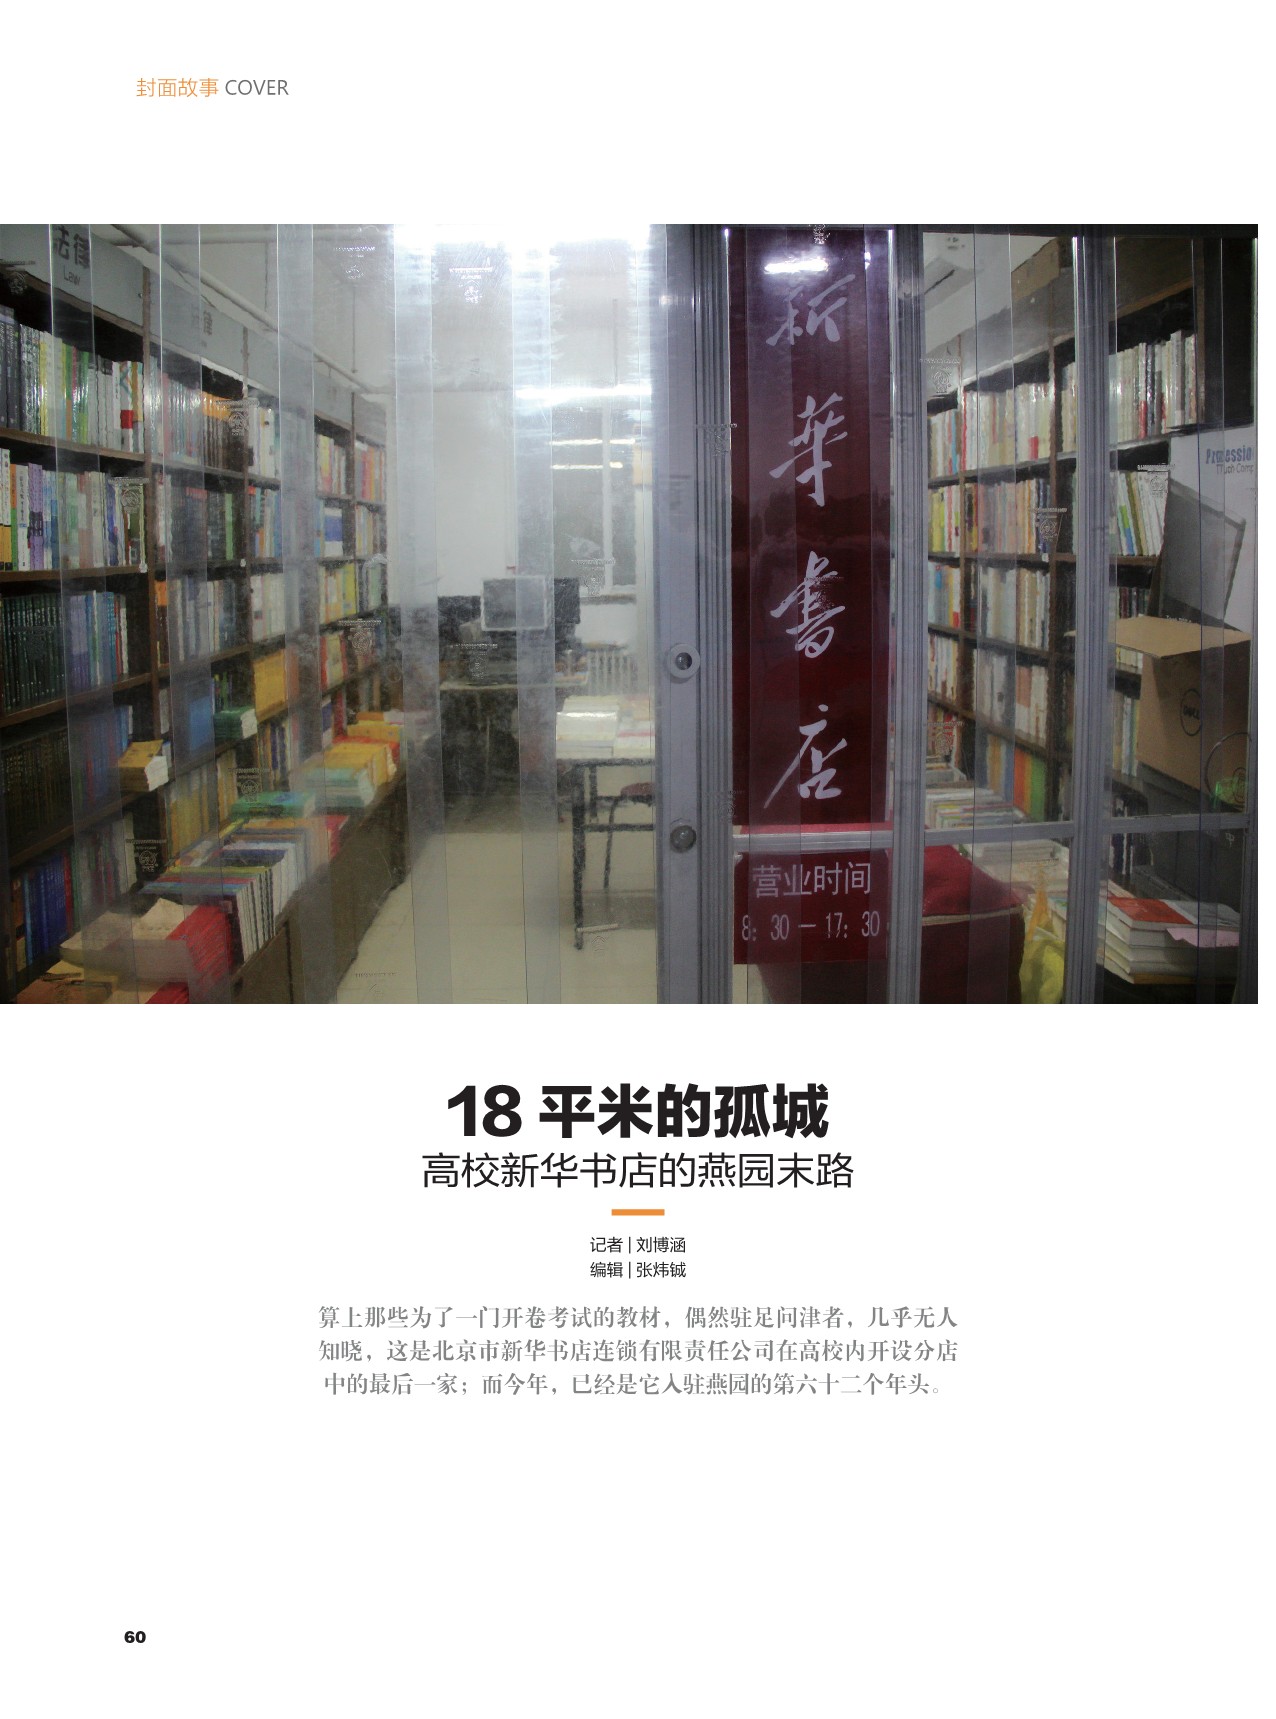 封面故事 COVER
法律
Law
法律
新华书店
营业时间
8:30—17:30
18 平米的孤城
高校新华书店的燕园末路
记者 | 刘博涵
编辑 | 张炜铖
算上那些为了一门开卷考试的教材，偶然驻足问津者，几乎无人
知晓，这是北京市新华书店连锁有限责任公司在高校内开设分店
中的最后一家；而今年，已经是它入驻燕园的第六十二个年头。
60